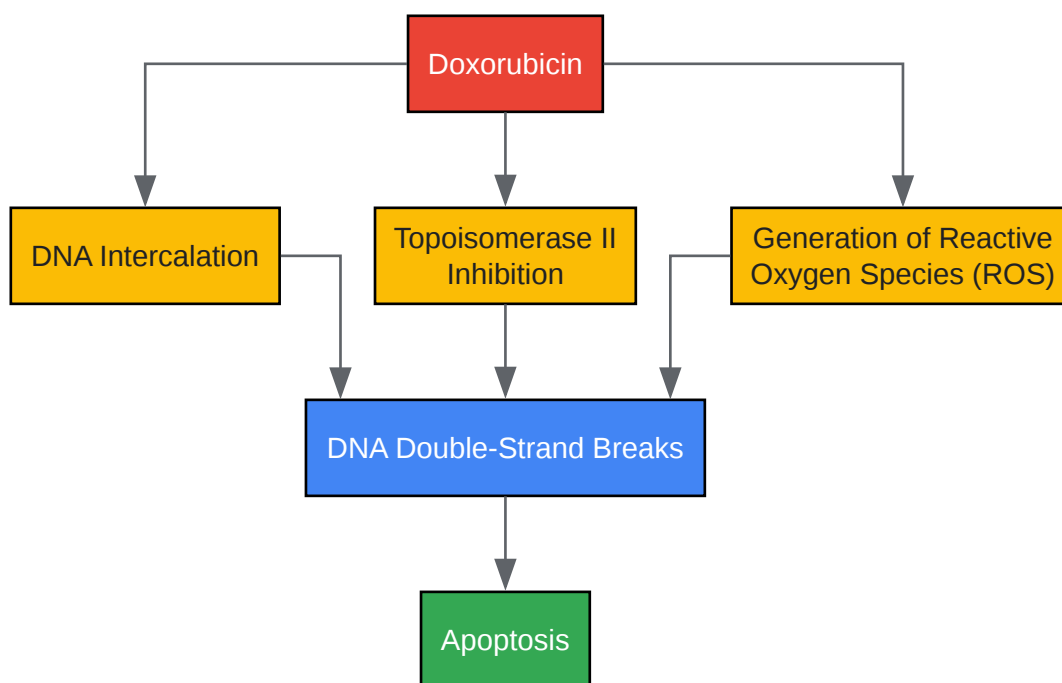 Doxorubicin
DNA Intercalation
Topoisomerase II
Inhibition
Generation of Reactive
Oxygen Species (ROS)
DNA Double-Strand Breaks
Apoptosis